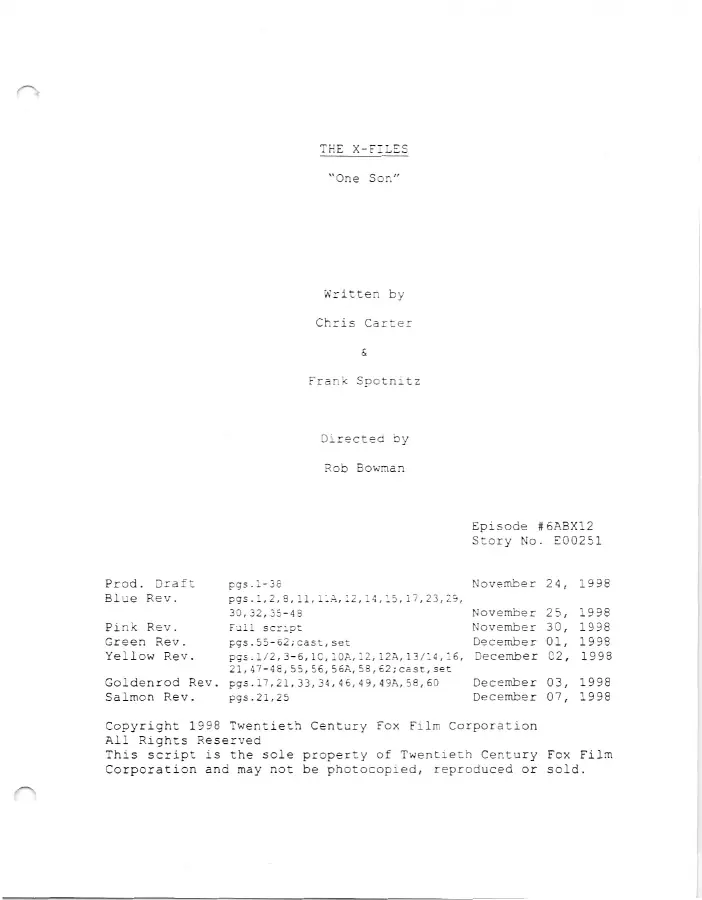 THE X-FILES
"One Son"
Written by
Chris Carter
&
Frank Spotnitz
Directed by
Rob Bowman
Episode #6ABX12
Story No. E00251
Prod. Draft pgs.1-38 November 24, 1998
Blue Rev. pgs.1,2,8,11,11A,12,14,15,17,23,29,
30,32,35-48 November 25, 1998
Pink Rev. Full script November 30, 1998
Green Rev. pgs.55-62;cast,set December 01, 1998
Yellow Rev. pgs.1/2,3-6,10,10A,12,12A,13/14,16, December 02, 1998
21,47-48,55,56,56A,58,62;cast,set
Goldenrod Rev. pgs.17,21,33,34,46,49,49A,58,60 December 03, 1998
Salmon Rev. pgs.21,25 December 07, 1998
Copyright 1998 Twentieth Century Fox Film Corporation
All Rights Reserved
This script is the sole property of Twentieth Century Fox Film
Corporation and may not be photocopied, reproduced or sold.